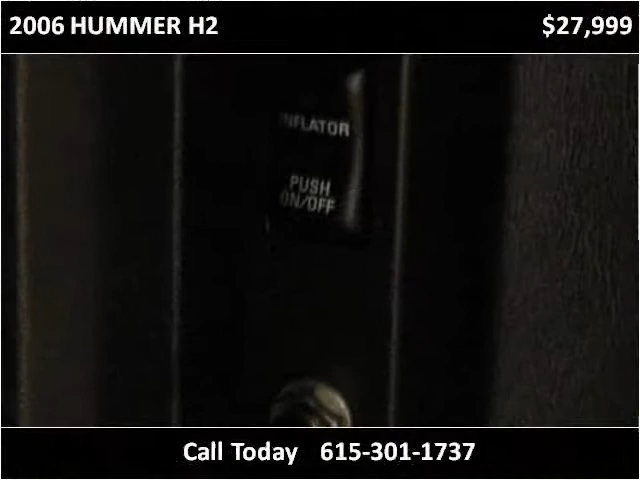 2006 HUMMER H2 $27,999
INFLATOR
PUSH
ON/OFF
Call Today 615-301-1737